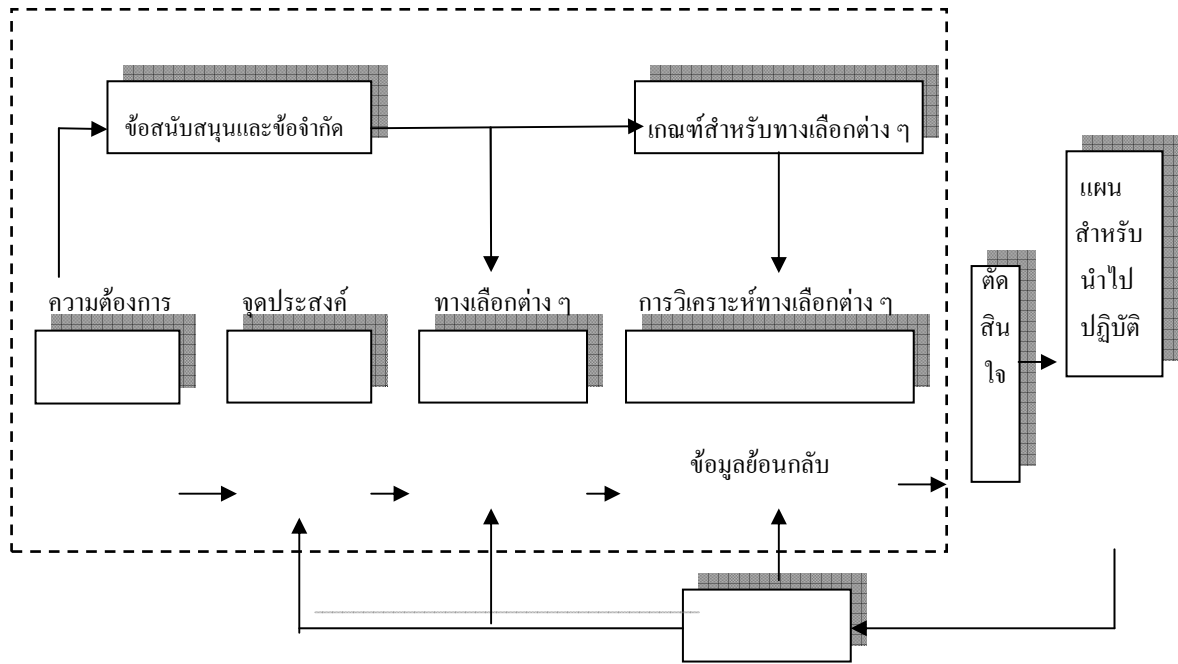 ข้อสนับสนุนและข้อจำกัด
เกณฑ์สำหรับทางเลือกต่าง ๆ
แผน
สำหรับ
นำไป
ปฏิบัติ
ความต้องการ
จุดประสงค์
ทางเลือกต่าง ๆ
การวิเคราะห์ทางเลือกต่าง ๆ
ตัด
สิน
ใจ
ข้อมูลย้อนกลับ